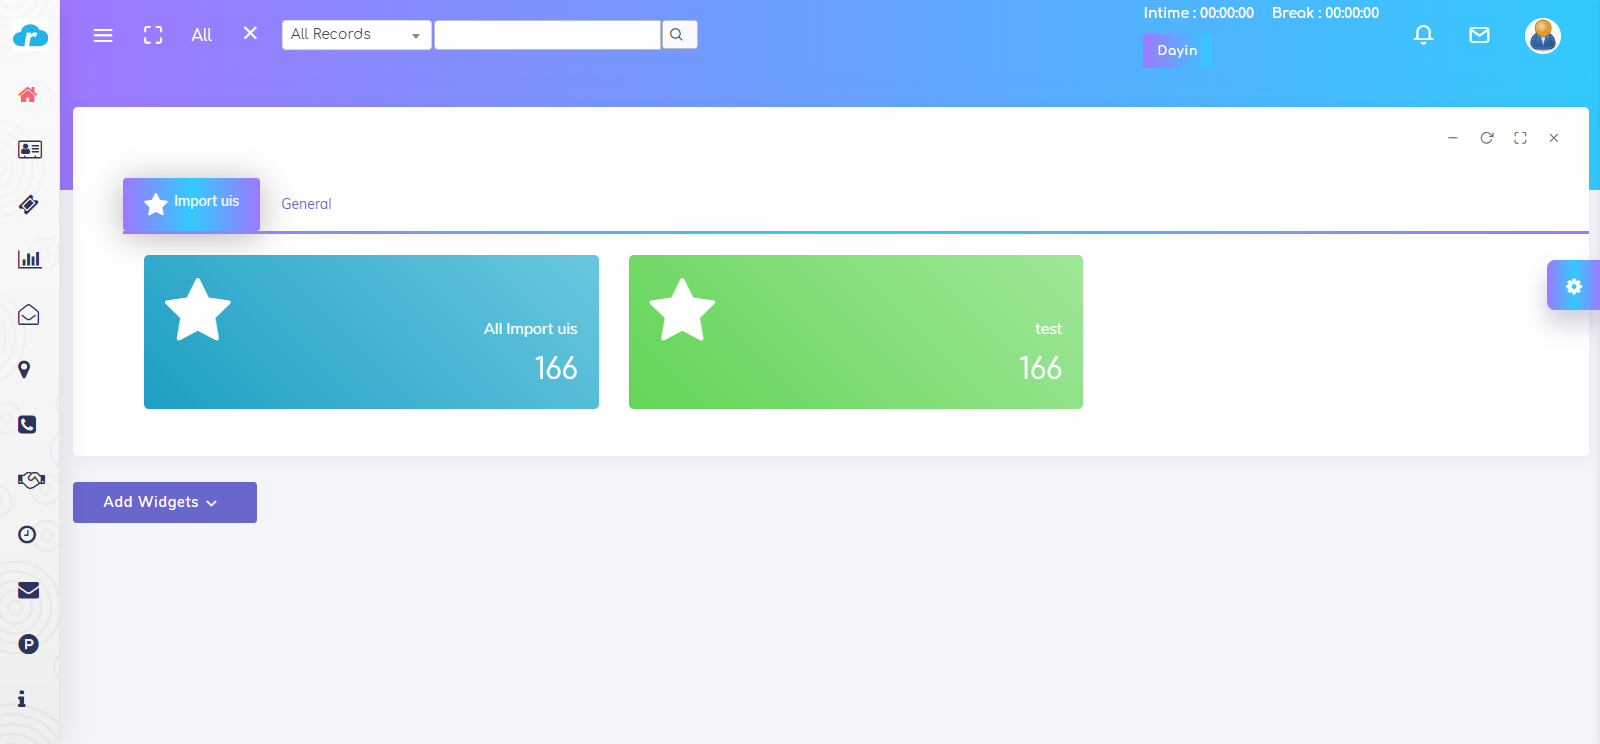 Intime : 00:00:00 Break : 00:00:00
All All Records
Dayin
Import uis General
All Import uis
166
test
166
Add Widgets